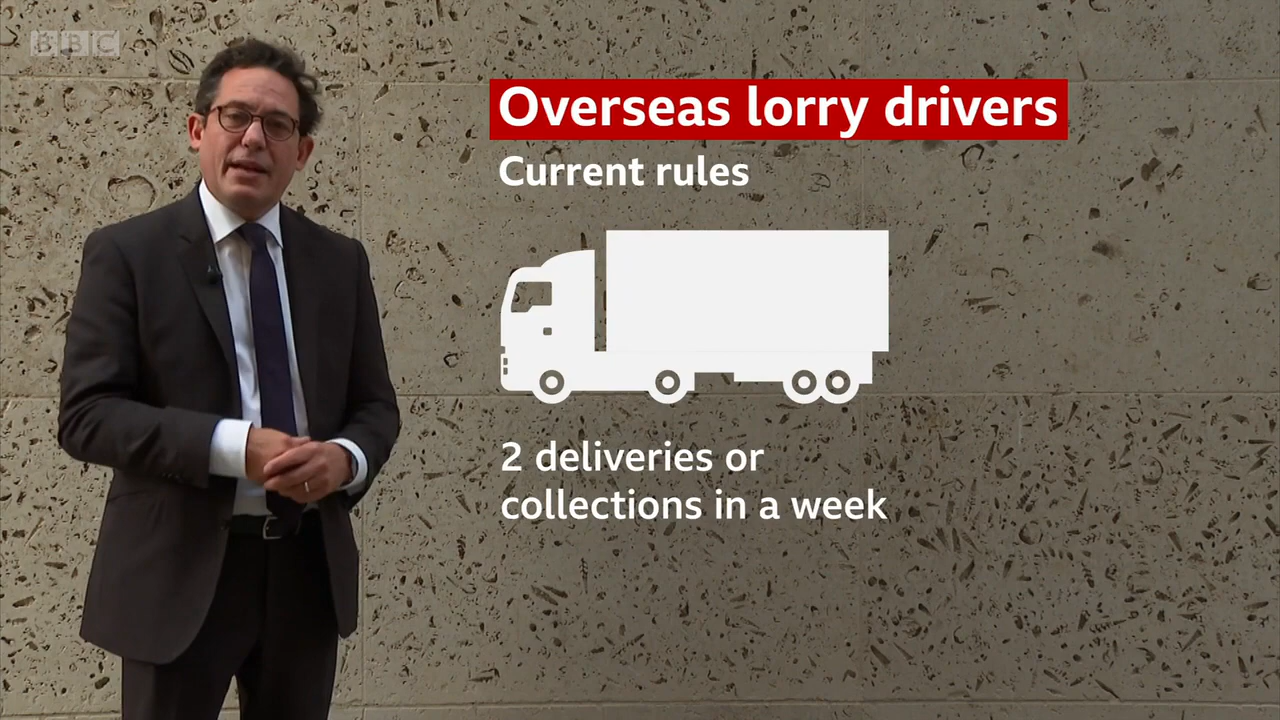 BBC
Overseas lorry drivers
Current rules
2 deliveries or
collections in a week